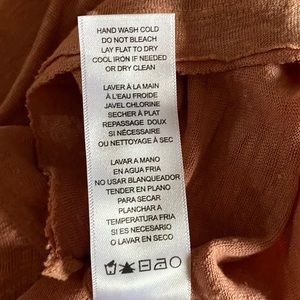 HAND WASH COLD
DO NOT BLEACH
LAY FLAT TO DRY
COOL IRON IF NEEDED
OR DRY CLEAN
LAVER À LA MAIN
À L'EAU FROIDE
JAVEL CHLORINE
SECHER À PLAT
REPASSAGE DOUX
SI NÉCESSAIRE
OU NETTOYAGE À SEC
LAVAR A MANO
EN AGUA FRIA
NO USAR BLANQUEADOR
TENDER EN PLANO
PARA SECAR
PLANCHAR A
TEMPERATURA FRIA
SI ES NECESARIO
O LAVAR EN SECO